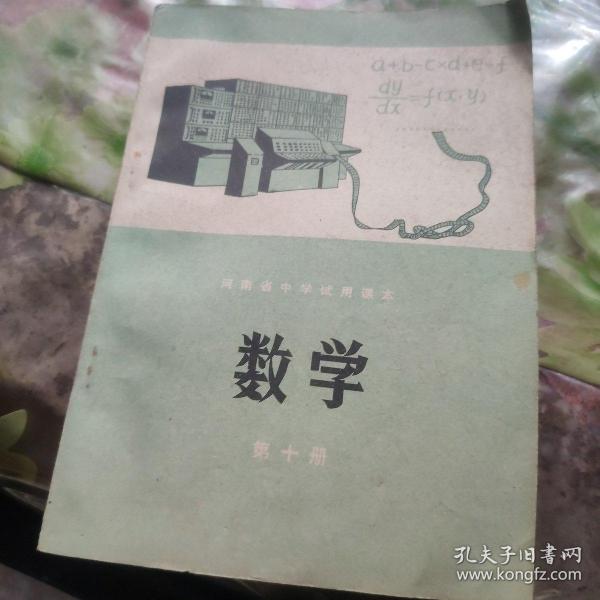 a+b-c×d÷e=f
dy/dx=f(x·y)
河南省中学试用课本
数学
第十册
孔夫子旧書网
www.kongfz.com